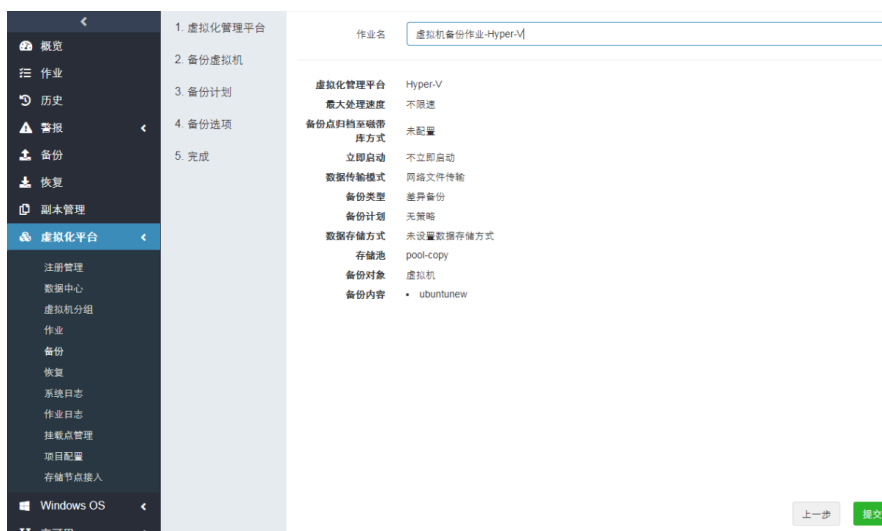 概览
作业
历史
警报
备份
恢复
副本管理
虚拟化平台
注册管理
数据中心
虚拟机分组
作业
备份
恢复
系统日志
作业日志
挂载点管理
项目配置
存储节点接入
Windows OS
1. 虚拟化管理平台
2. 备份虚拟机
3. 备份计划
4. 备份选项
5. 完成
作业名 虚拟机备份作业-Hyper-V
虚拟化管理平台 Hyper-V
最大处理速度 不限速
备份点归档至磁带
库方式 未配置
立即启动 不立即启动
数据传输模式 网络文件传输
备份类型 差异备份
备份计划 无策略
数据存储方式 未设置数据存储方式
存储池 pool-copy
备份对象 虚拟机
备份内容 • ubuntunew
上一步 提交